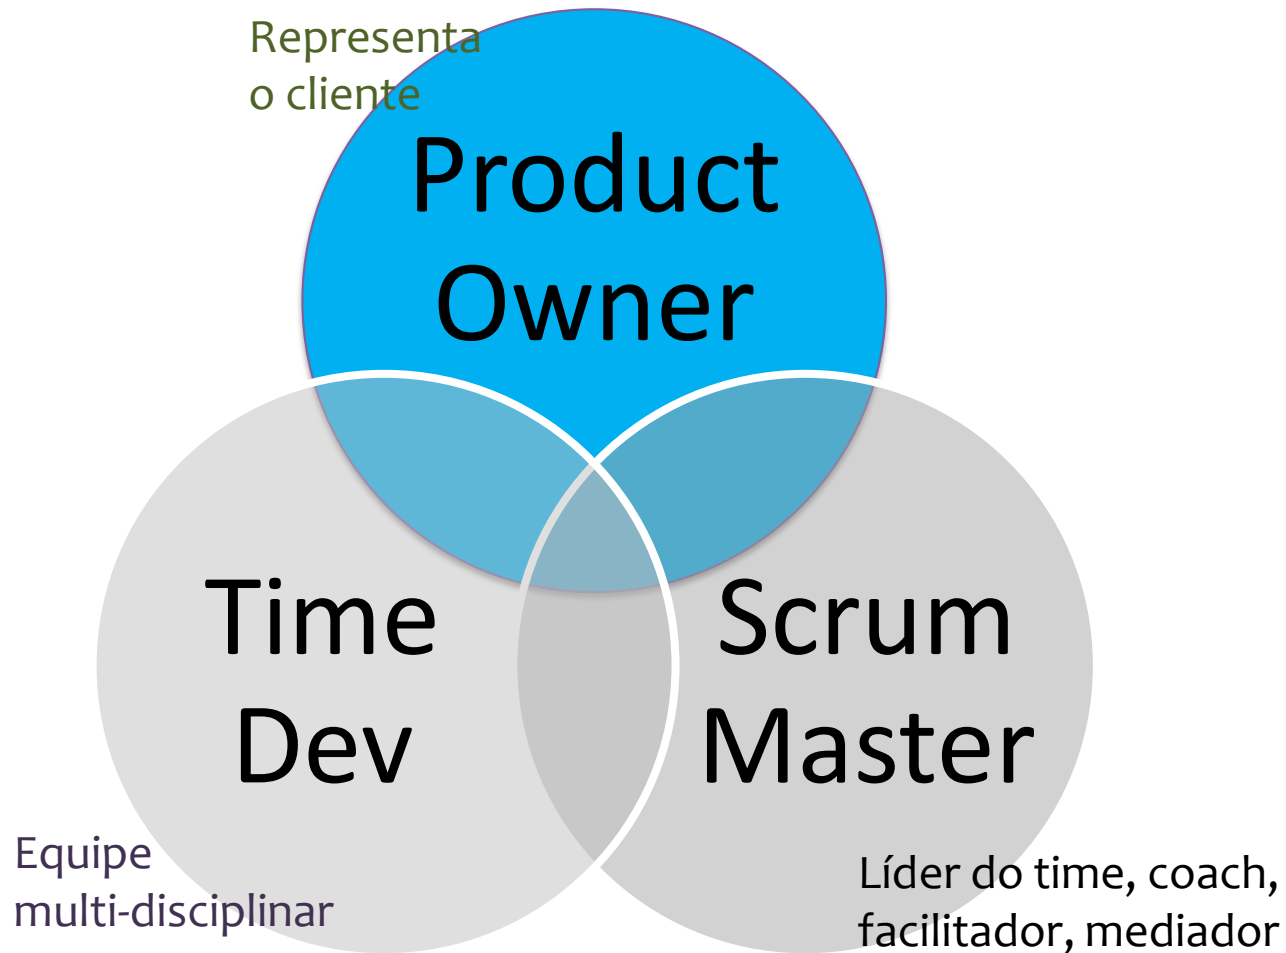 Representa
o cliente
Product
Owner
Time
Dev
Scrum
Master
Equipe
multi-disciplinar
Líder do time, coach,
facilitador, mediador